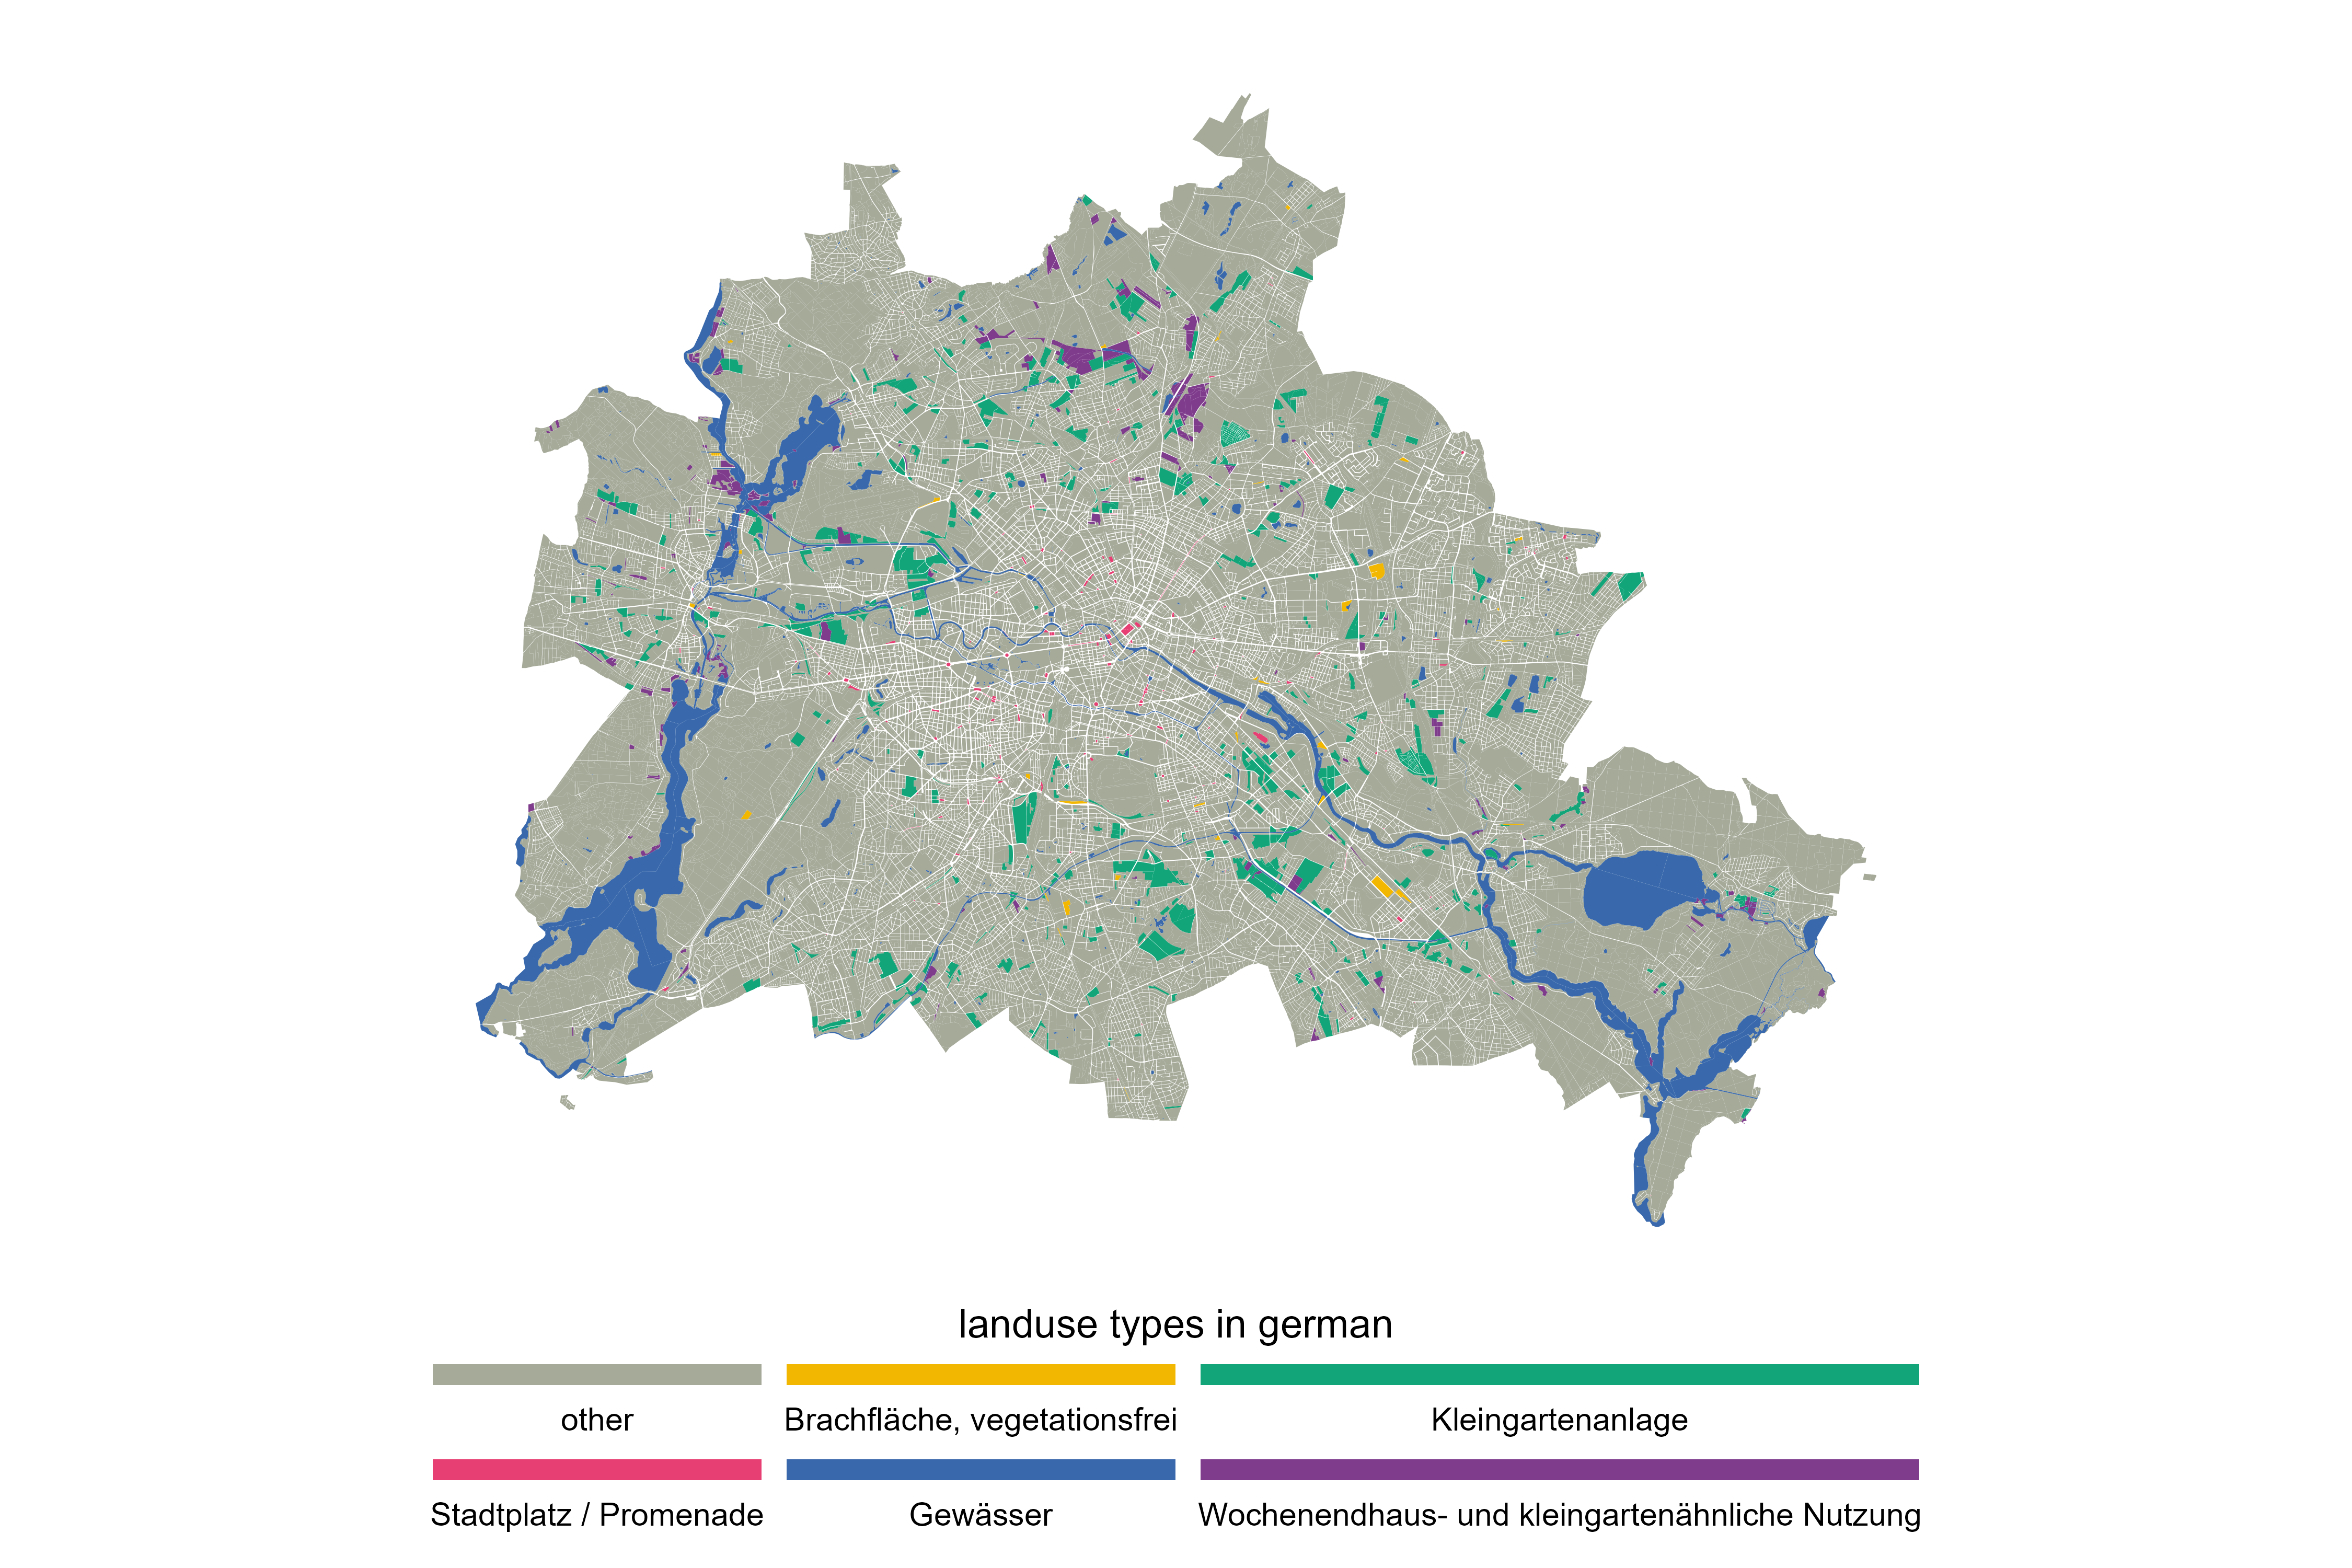 landuse types in german
other
Brachfläche, vegetationsfrei
Kleingartenanlage
Stadtplatz / Promenade
Gewässer
Wochenendhaus- und kleingartenähnliche Nutzung